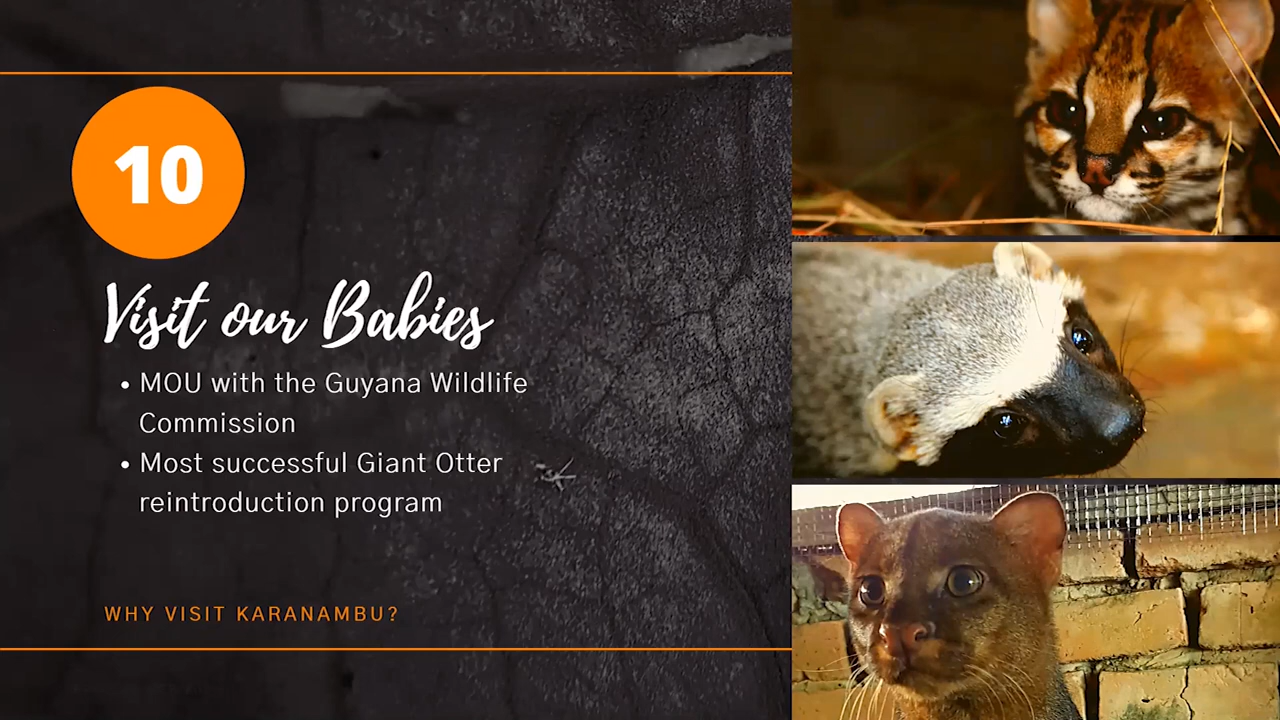 10
Visit our Babies
• MOU with the Guyana Wildlife
Commission
• Most successful Giant Otter
reintroduction program
WHY VISIT KARANAMBU?